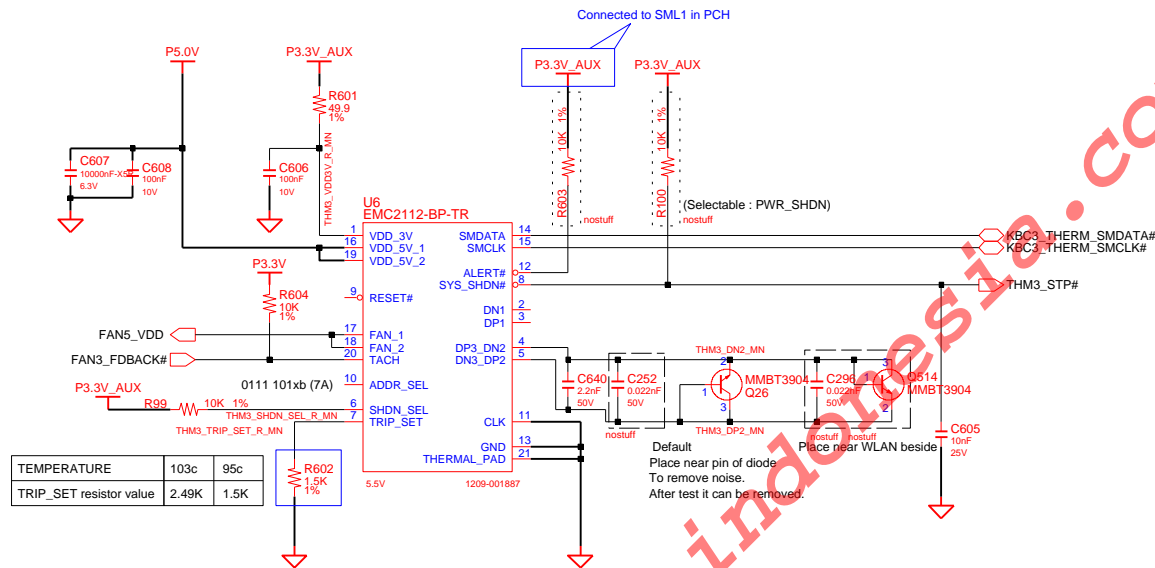 Connected to SML1 in PCH
P5.0V
P3.3V_AUX
P3.3V_AUX
P3.3V_AUX
R601
49.9
1%
10K 1%
10K 1%
C607
10000nF-X5R
6.3V
C608
100nF
10V
C606
100nF
10V
THM3_VDD3V_R_MN
R603
nostuff
R100
nostuff
(Selectable : PWR_SHDN)
U6
EMC2112-BP-TR
1 VDD_3V
16 VDD_5V_1
19 VDD_5V_2
9 RESET#
17 FAN_1
18 FAN_2
20 TACH
10 ADDR_SEL
6 SHDN_SEL
7 TRIP_SET
SMDATA 14
SMCLK 15
ALERT# 12
SYS_SHDN# 8
DN1 2
DP1 3
DP3_DN2 4
DN3_DP2 5
CLK 11
GND 13
THERMAL_PAD 21
5.5V
1209-001887
KBC3_THERM_SMDATA#
KBC3_THERM_SMCLK#
THM3_STP#
P3.3V
R604
10K
1%
FAN5_VDD
FAN3_FDBACK#
P3.3V_AUX
0111 101xb (7A)
R99
10K 1%
THM3_SHDN_SEL_R_MN
THM3_TRIP_SET_R_MN
R602
1.5K
1%
TEMPERATURE 103c 95c
TRIP_SET resistor value 2.49K 1.5K
C640
2.2nF
50V
C252
0.022nF
50V
nostuff
THM3_DN2_MN
2
1
3
MMBT3904
Q26
THM3_DP2_MN
C296
0.022nF
50V
nostuff
3
1
2
Q514
MMBT3904
nostuff
C605
10nF
25V
Default
Place near pin of diode
To remove noise.
After test it can be removed.
Place near WLAN beside
indonesia.co